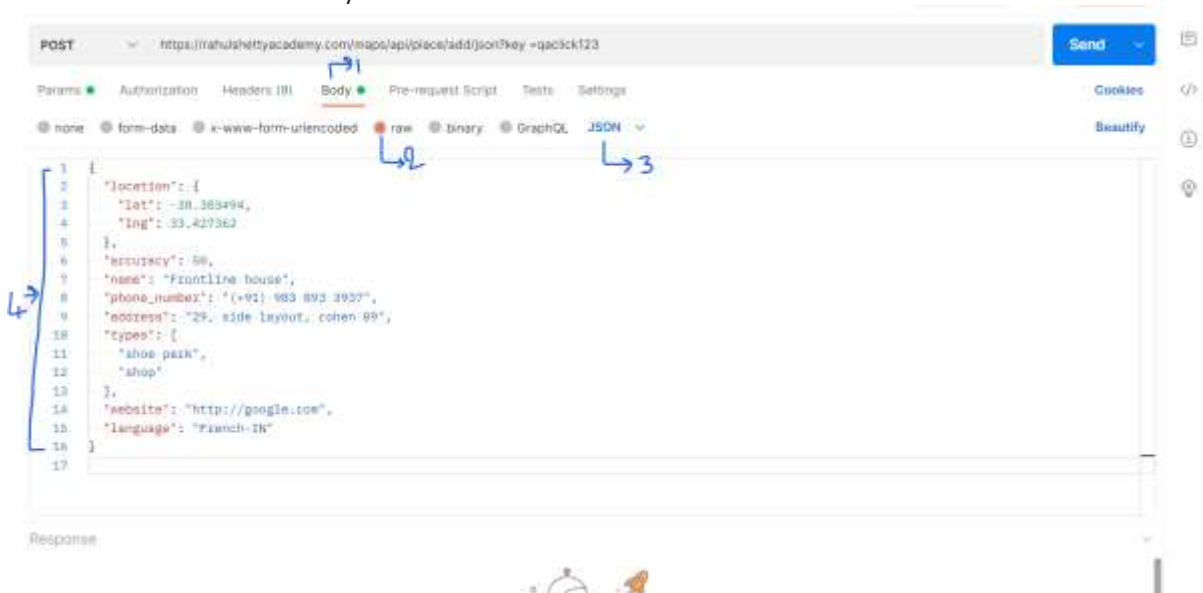 POST https://rahulshettyacademy.com/maps/api/place/add/json?key =qaclick123 Send
1
Params Authorization Headers (8) Body Pre-request Script Tests Settings Cookies
none form-data x-www-form-urlencoded raw binary GraphQL JSON Beautify
2 3
1 {
2 "location": {
3 "lat": -38.383494,
4 "lng": 33.427362
5 },
6 "accuracy": 50,
7 "name": "Frontline house",
8 "phone_number": "(+91) 983 893 3937",
9 "address": "29, side layout, cohen 09",
10 "types": [
11 "shoe park",
12 "shop"
13 ],
14 "website": "http://google.com",
15 "language": "French-IN"
16 }
17
4
Response